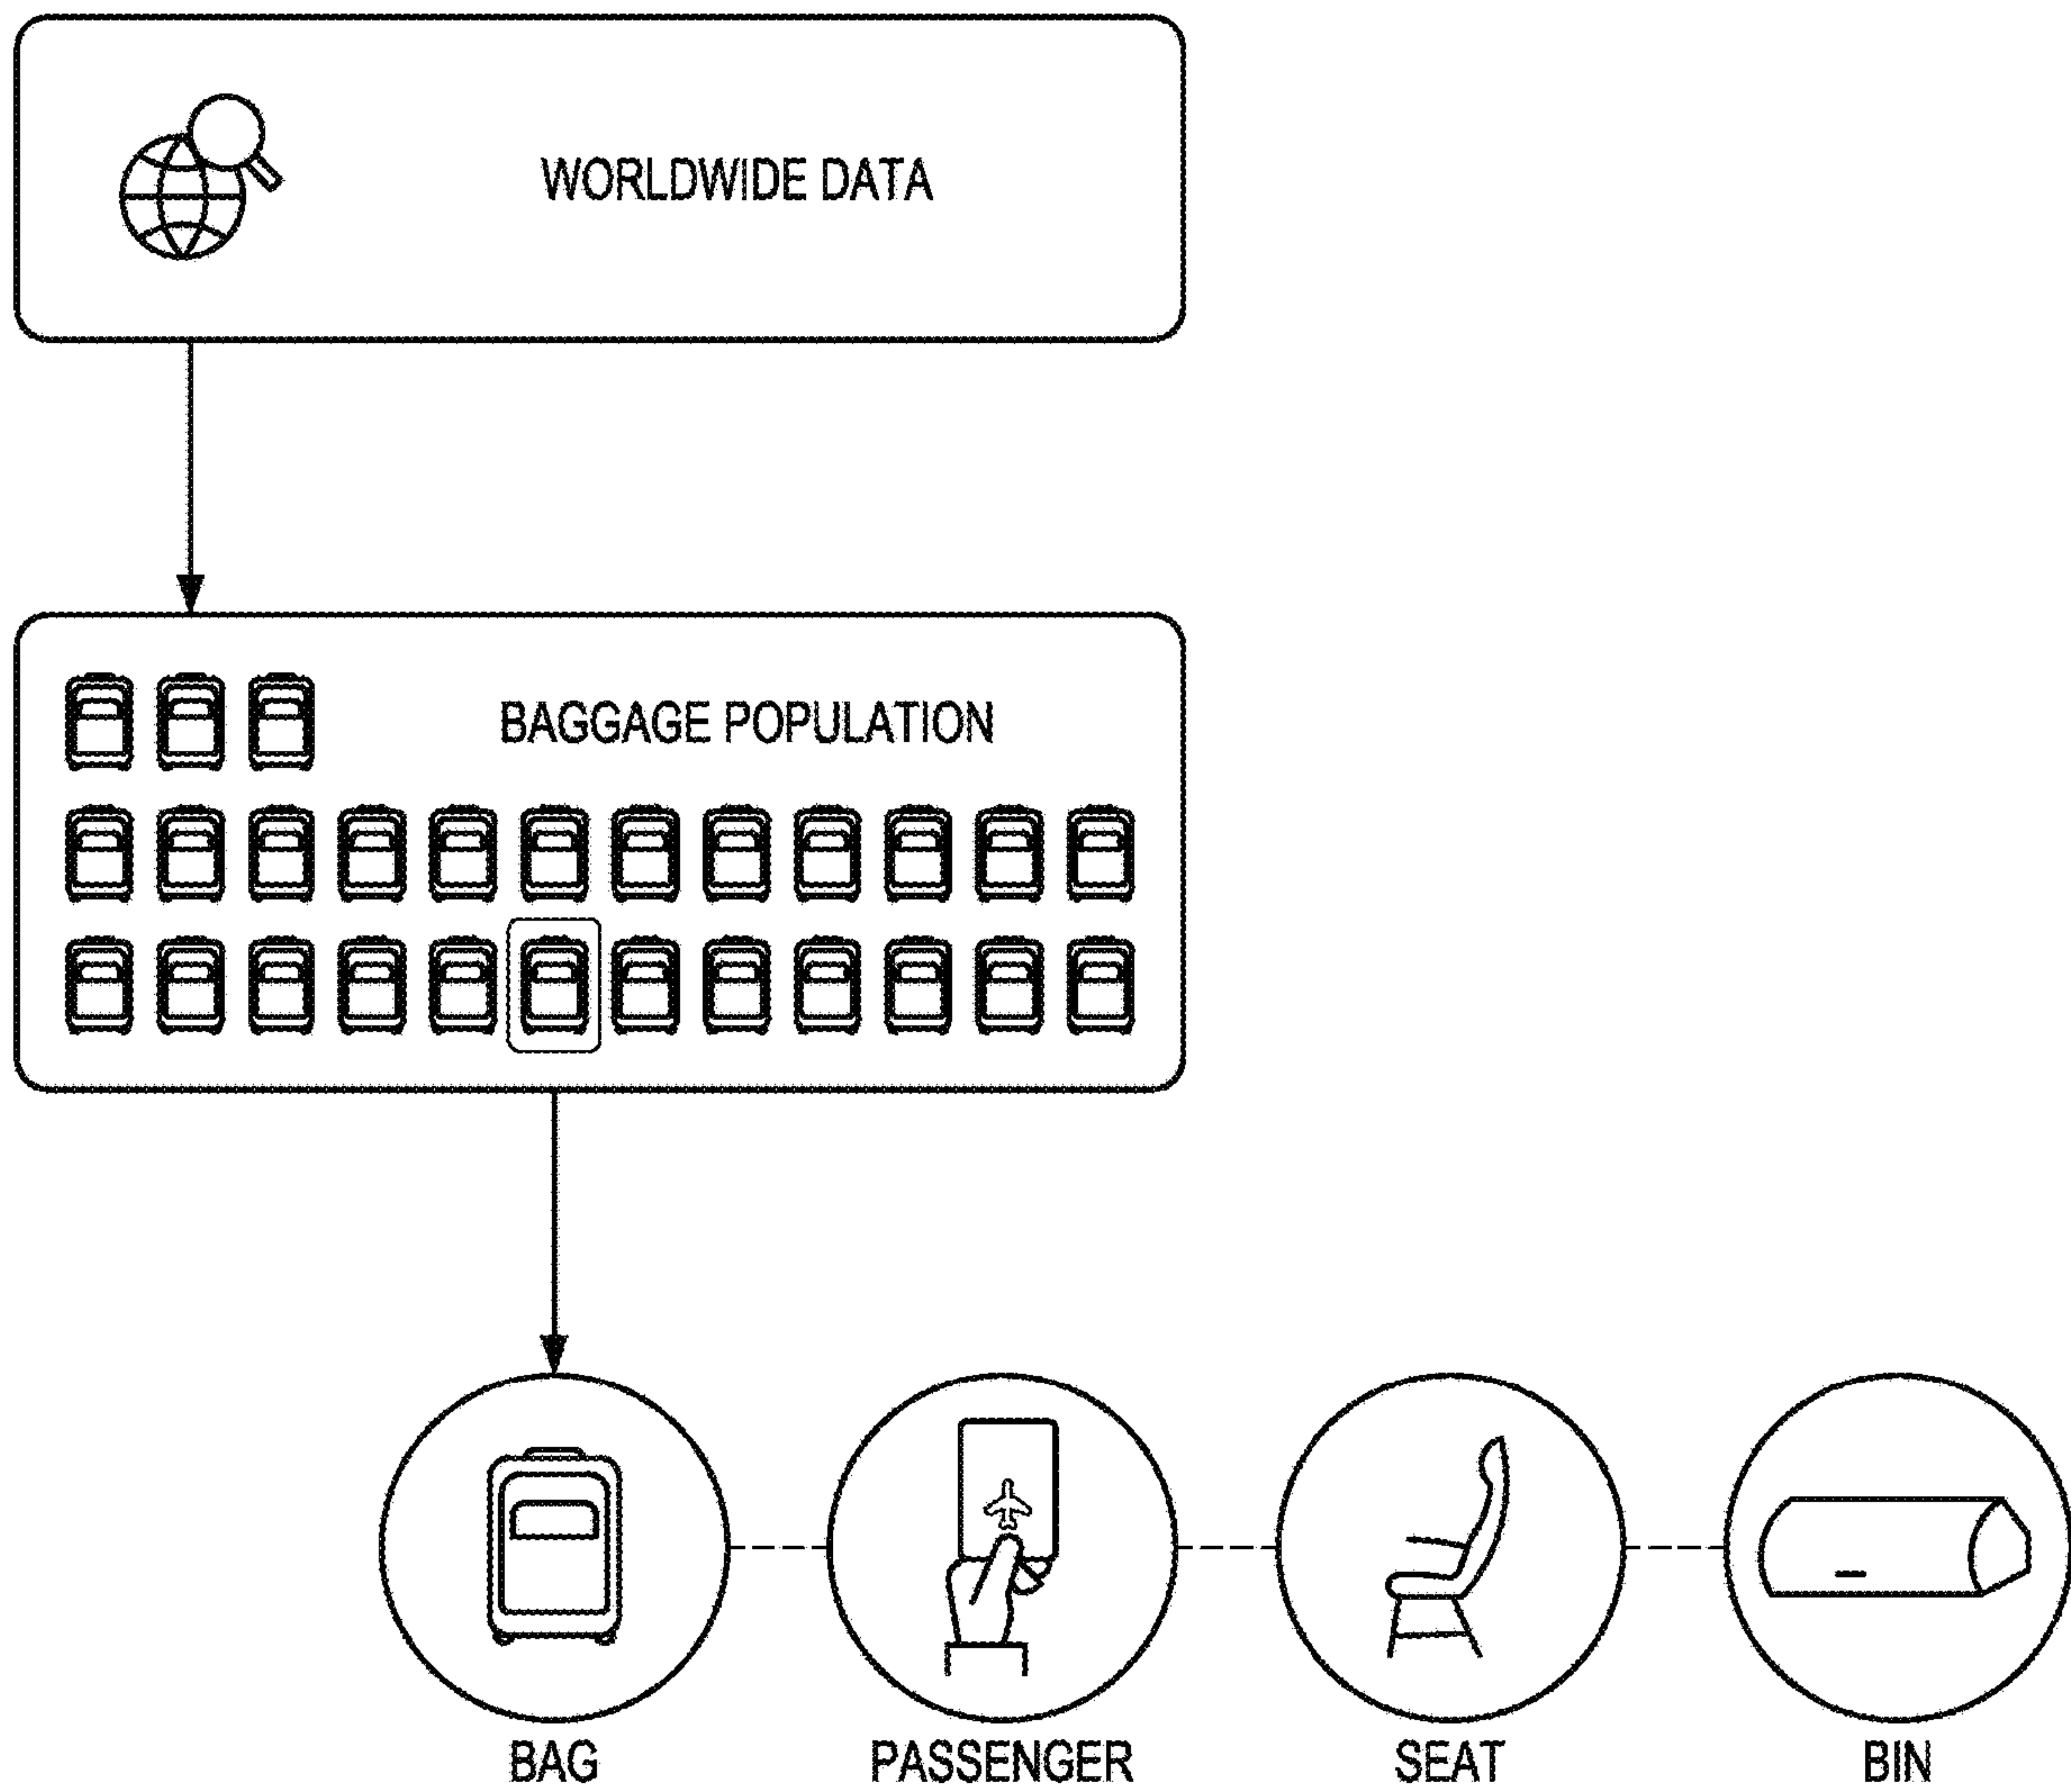 WORLDWIDE DATA
BAGGAGE POPULATION
BAG
PASSENGER
SEAT
BIN